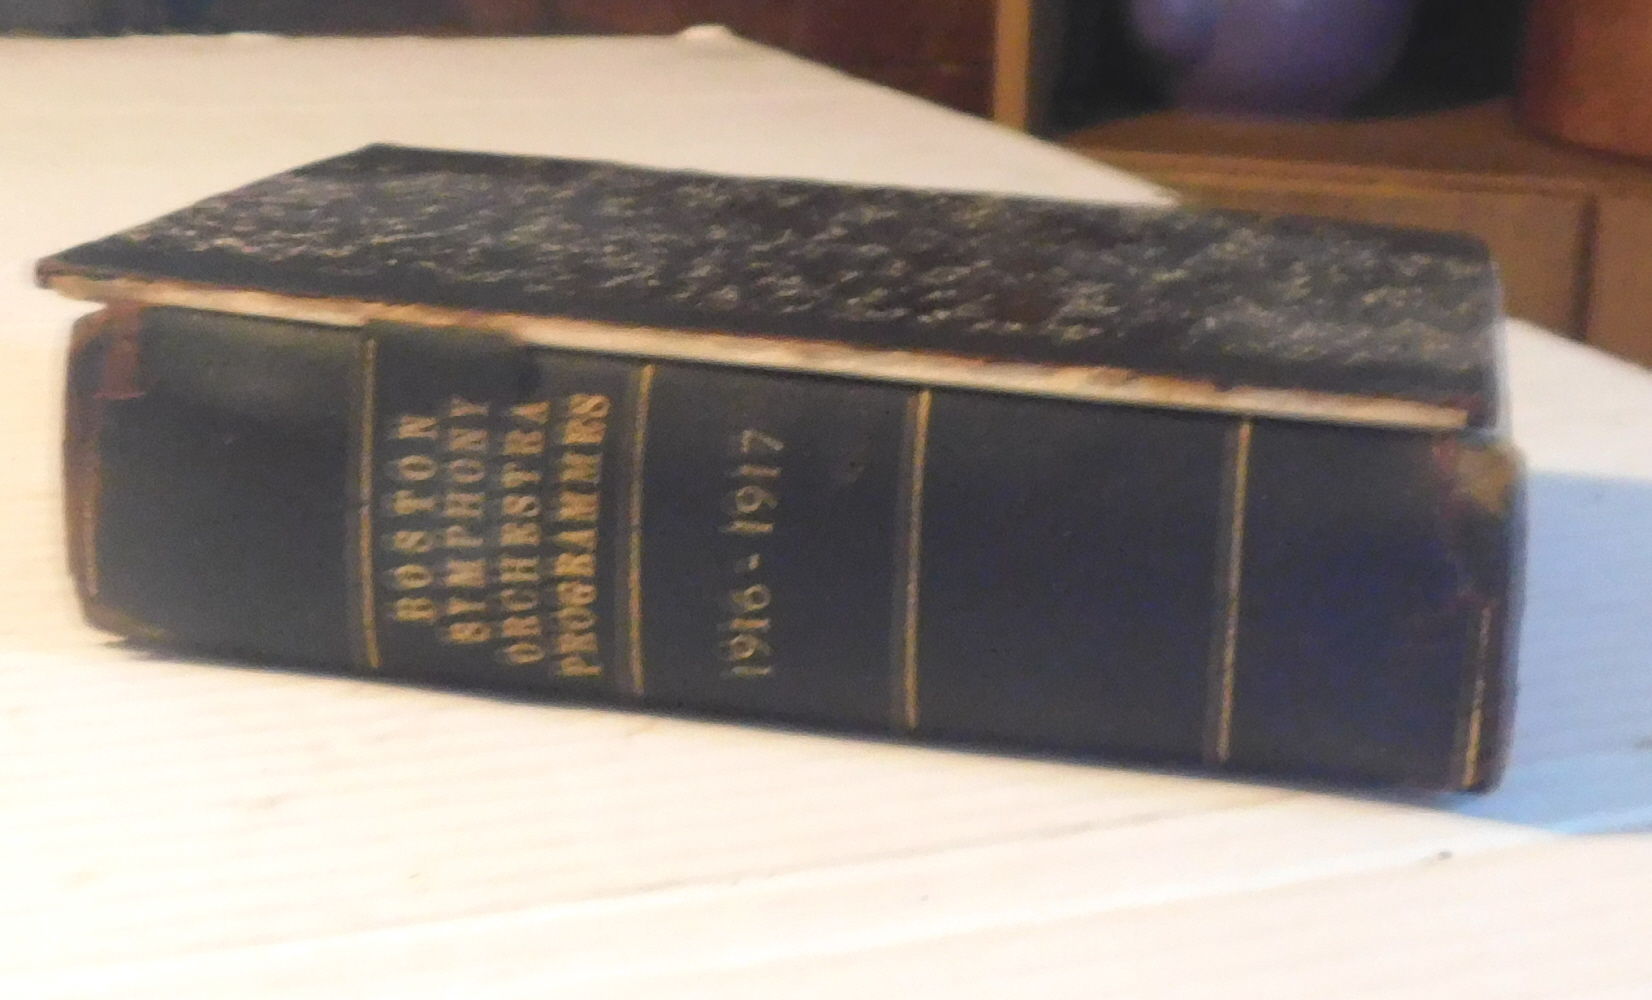 BOSTON
SYMPHONY
ORCHESTRA
PROGRAMMES
1916-1917